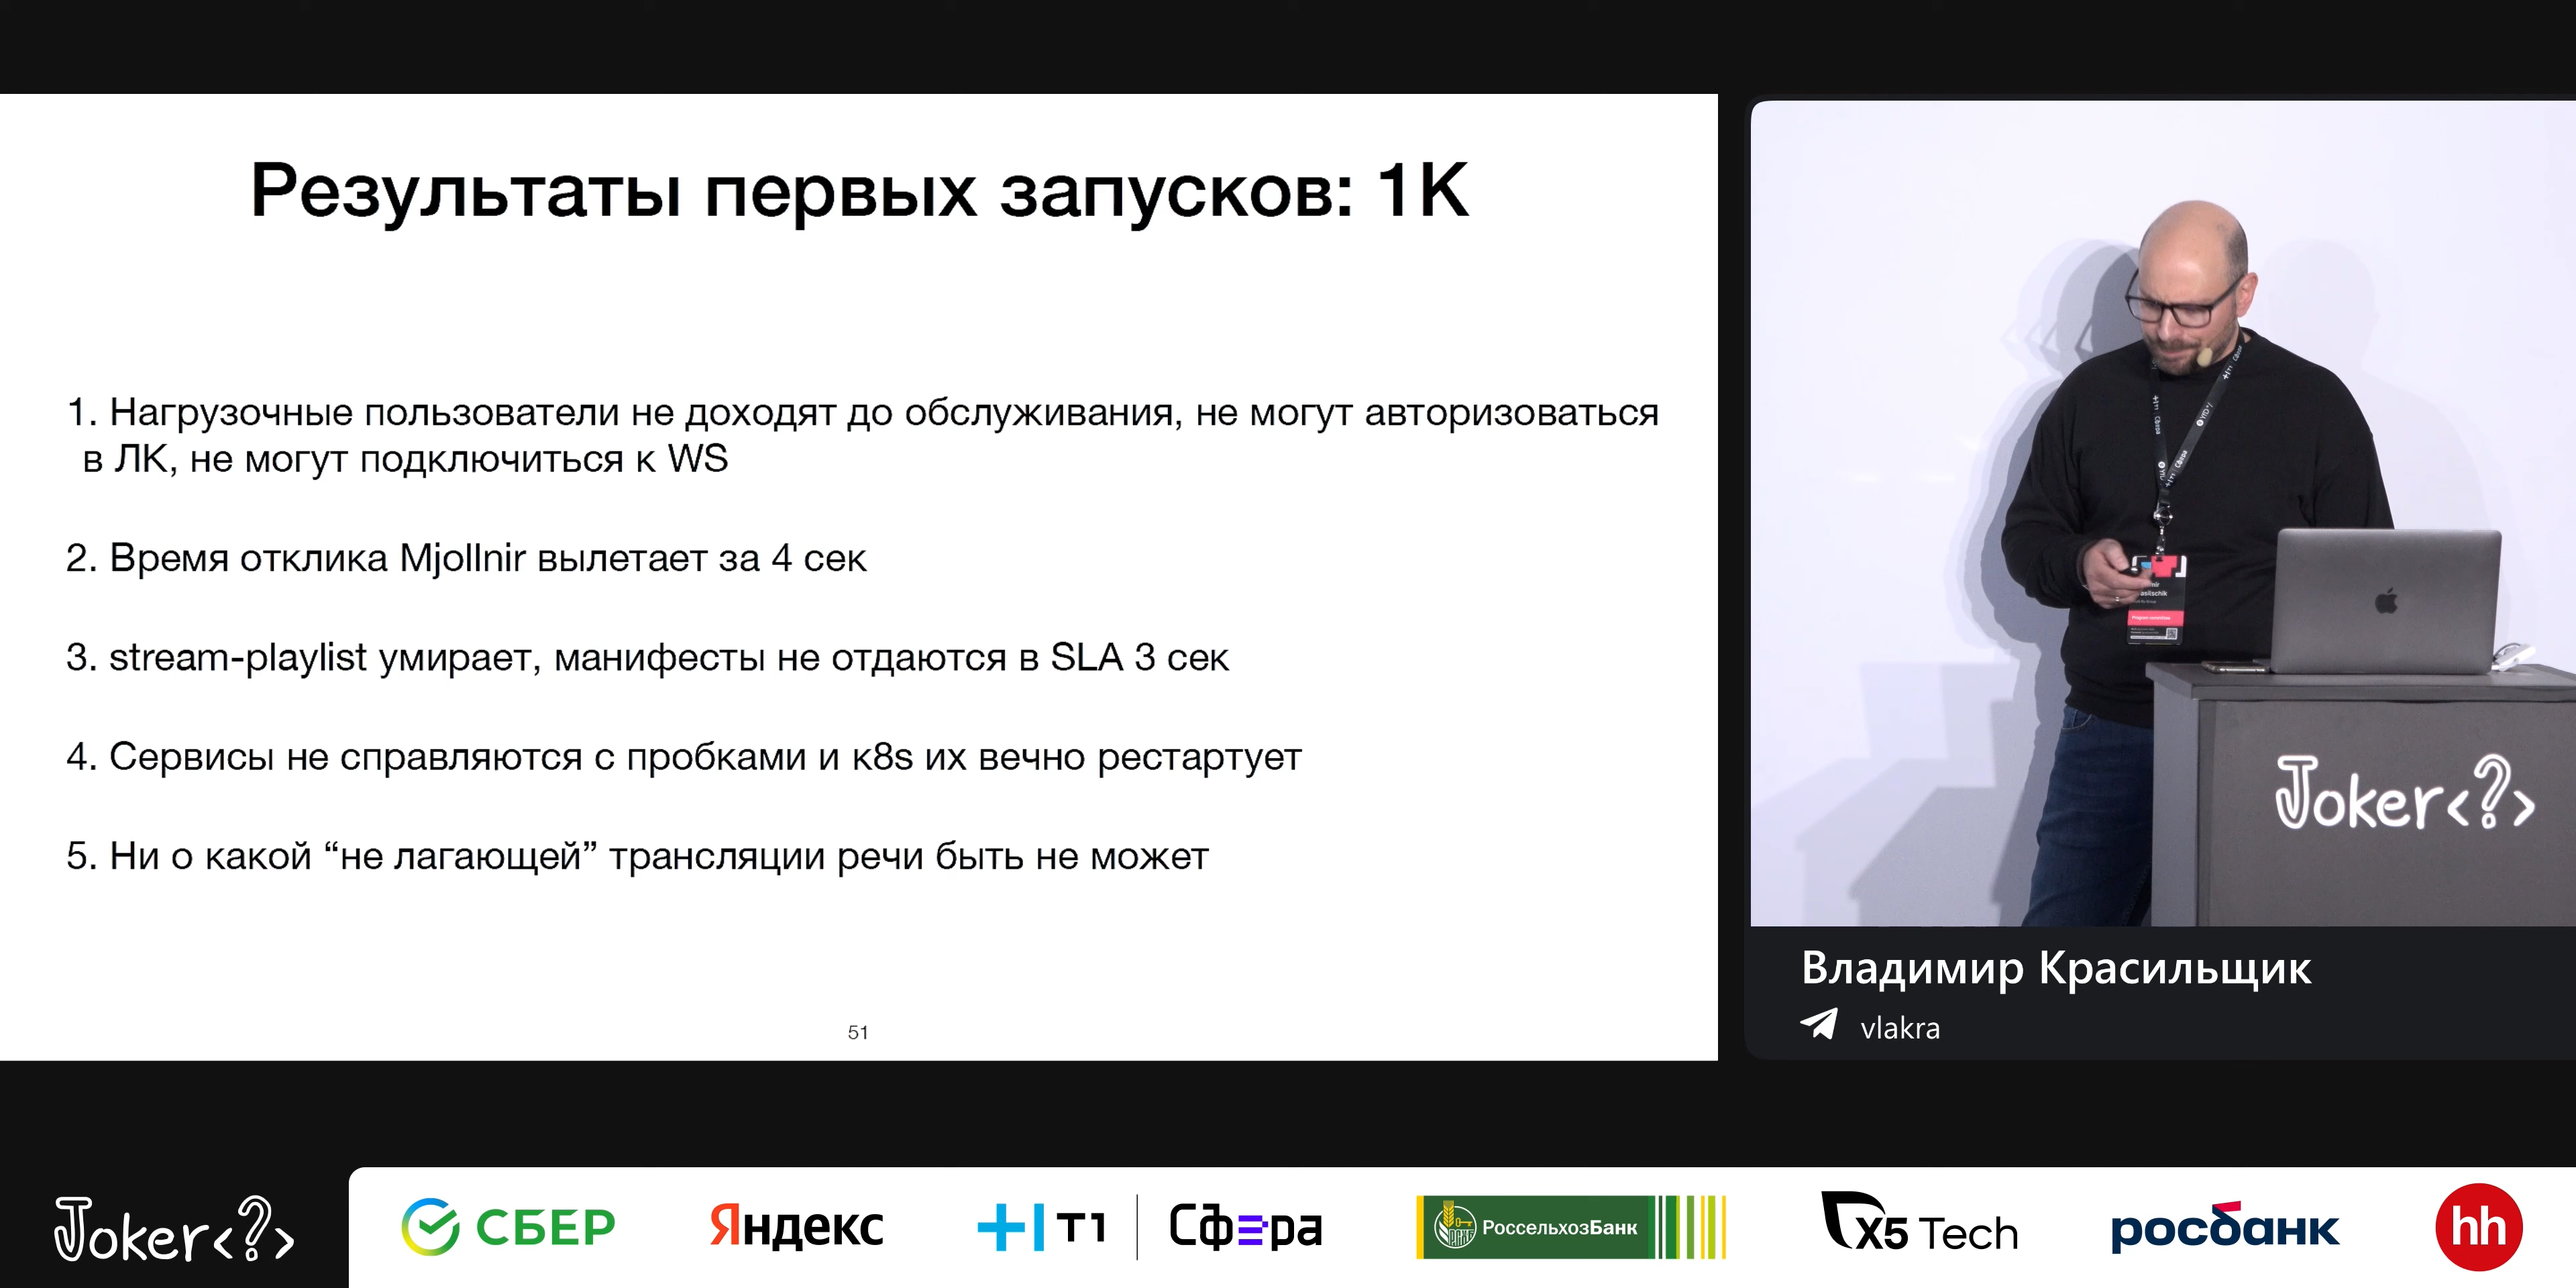 Результаты первых запусков: 1K
1. Нагрузочные пользователи не доходят до обслуживания, не могут авторизоваться
в ЛК, не могут подключиться к WS
2. Время отклика Mjollnir вылетает за 4 сек
3. stream-playlist умирает, манифесты не отдаются в SLA 3 сек
4. Сервисы не справляются с пробками и к8s их вечно рестартует
5. Ни о какой “не лагающей” трансляции речи быть не может
51
Joker<?>
Владимир Красильщик
vlakra
Joker<?>
СБЕР
Яндекс
Т1
Сфера
РоссельхозБанк
X5 Tech
росбанк
hh